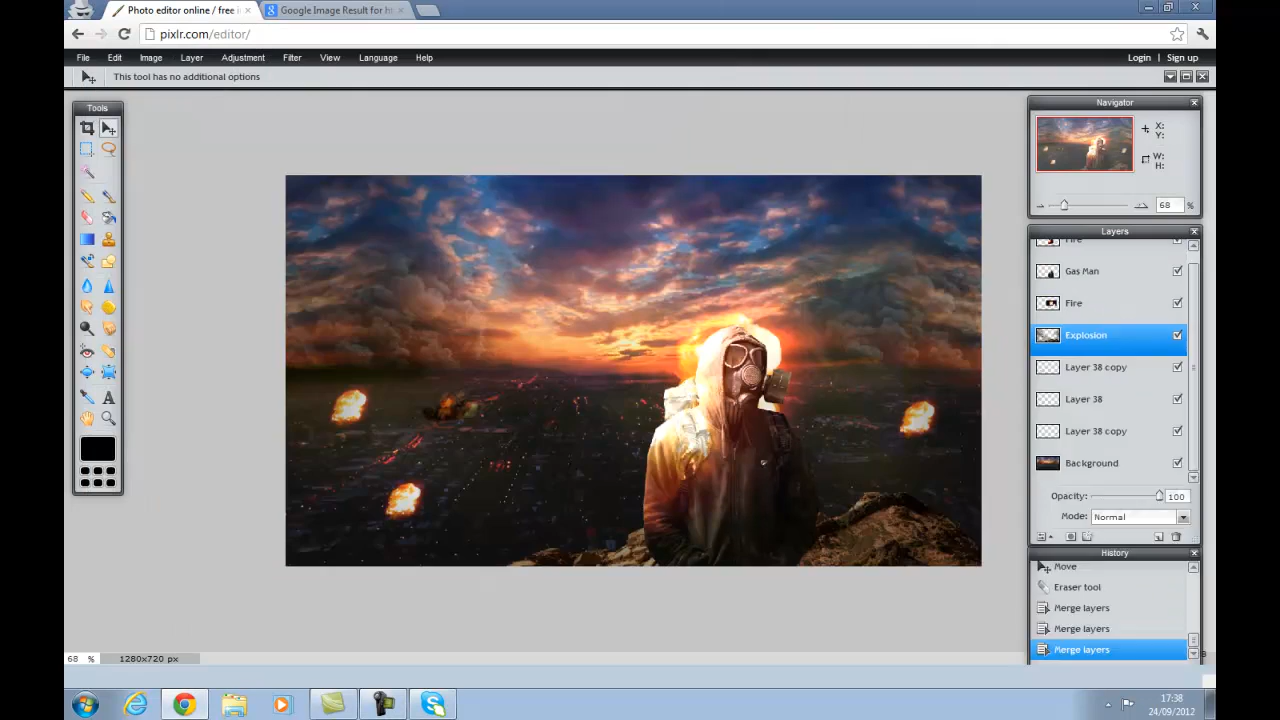 Photo editor online / free i
Google Image Result for h
pixlr.com/editor/
File Edit Image Layer Adjustment Filter View Language Help
Login | Sign up
This tool has no additional options
Tools
Navigator
X:
Y:
W:
H:
68 %
Layers
Fire
Gas Man
Fire
Explosion
Layer 38 copy
Layer 38
Layer 38 copy
Background
Opacity: 100
Mode: Normal
History
Move
Eraser tool
Merge layers
Merge layers
Merge layers
68 % 1280x720 px
17:38
24/09/2012